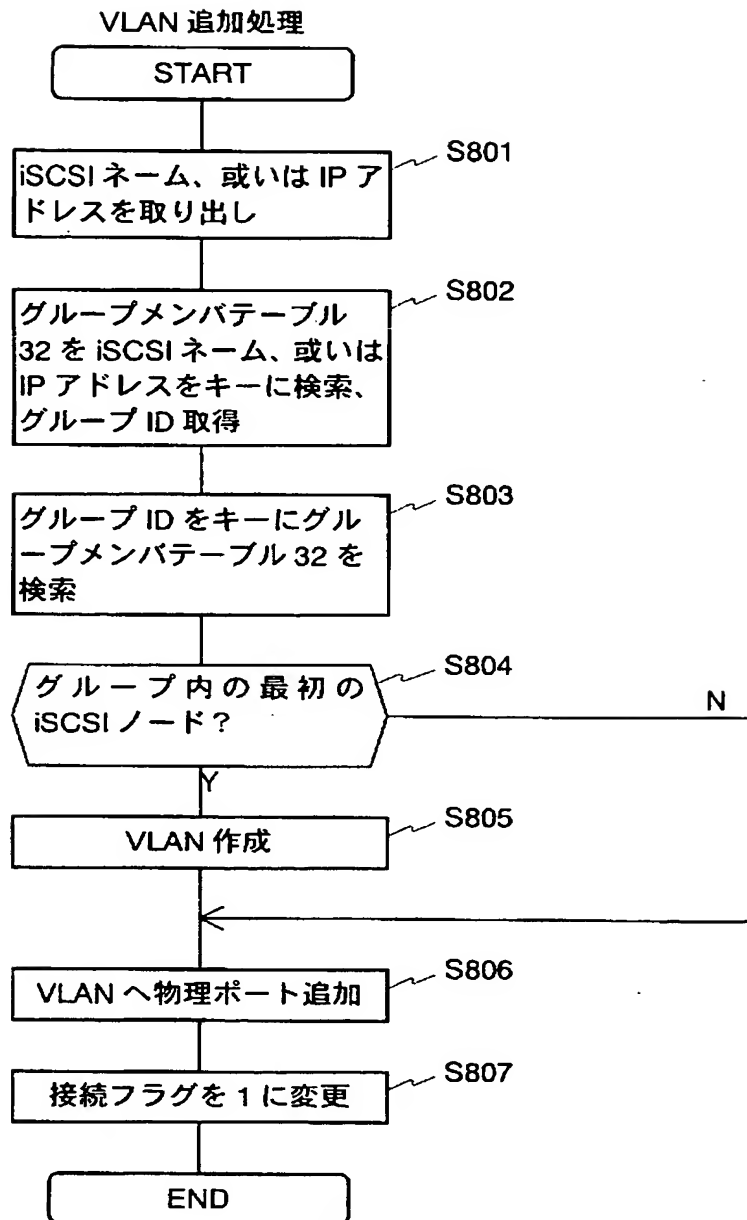 VLAN 追加処理
START
S801
iSCSI ネーム、或いは IP ア
ドレスを取り出し
S802
グループメンバテーブル
32 を iSCSI ネーム、或いは
IP アドレスをキーに検索、
グループ ID 取得
S803
グループ ID をキーにグル
ープメンバテーブル 32 を
検索
S804
グループ内の最初の
iSCSI ノード？
N
Y
S805
VLAN 作成
S806
VLAN へ物理ポート追加
S807
接続フラグを 1 に変更
END